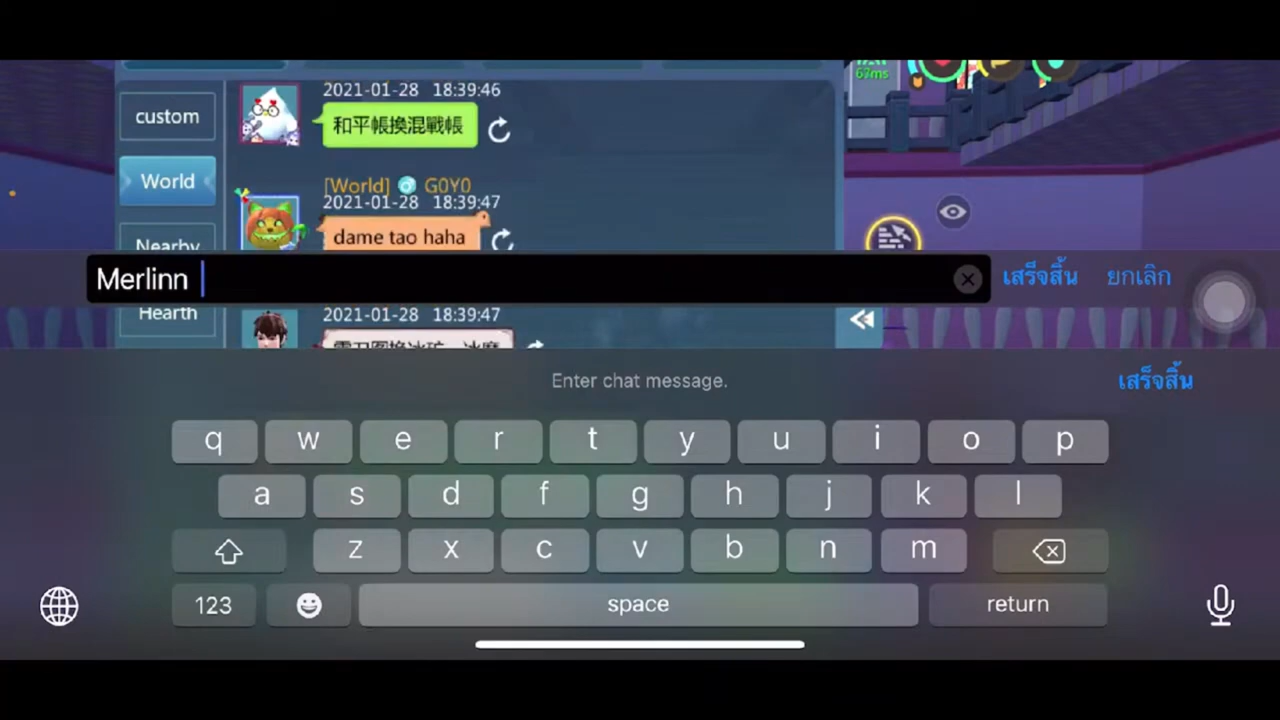 2021-01-28 18:39:46
67ms
custom
和平帳換混戰帳
World
[World] G0Y0
2021-01-28 18:39:47
dame tao haha
Nearby
Merlinn
เสร็จสิ้น ยกเลิก
Hearth
2021-01-28 18:39:47
Enter chat message.
เสร็จสิ้น
q w e r t y u i o p
a s d f g h j k l
z x c v b n m
123 space return